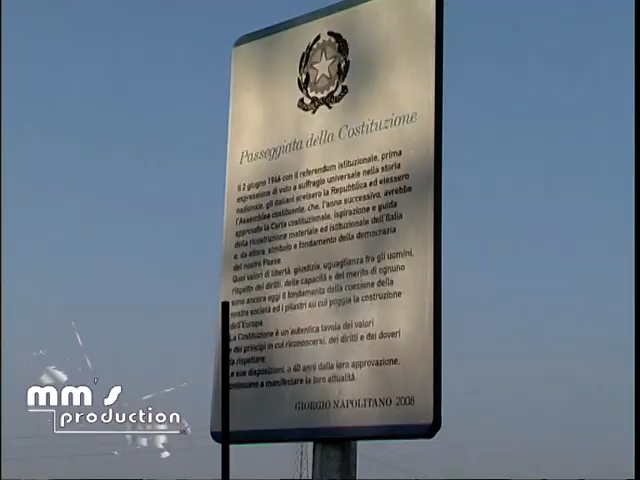 Passeggiata della Costituzione
Il 2 giugno 1946 con il referendum istituzionale, prima
espressione di voto a suffragio universale nella storia
nazionale, gli italiani scelsero la Repubblica ed elessero
l'Assemblea costituente, che, l'anno successivo, avrebbe
approvato la Carta costituzionale, ispirazione e guida
della ricostruzione materiale ed istituzionale dell'Italia
e, da allora, simbolo e fondamento della democrazia
del nostro Paese.
Quei valori di libertà, giustizia, uguaglianza fra gli uomini,
rispetto dei diritti, delle capacità e del merito di ognuno
sono ancora oggi il fondamento della coesione della
nostra società ed i pilastri su cui poggia la costruzione
dell'Europa.
La Costituzione è un'autentica tavola dei valori
e dei principi in cui riconoscersi, dei diritti e dei doveri
da rispettare.
Le sue disposizioni, a 60 anni dalla loro approvazione,
continuano a manifestare la loro attualità.
GIORGIO NAPOLITANO 2008
mm's
production